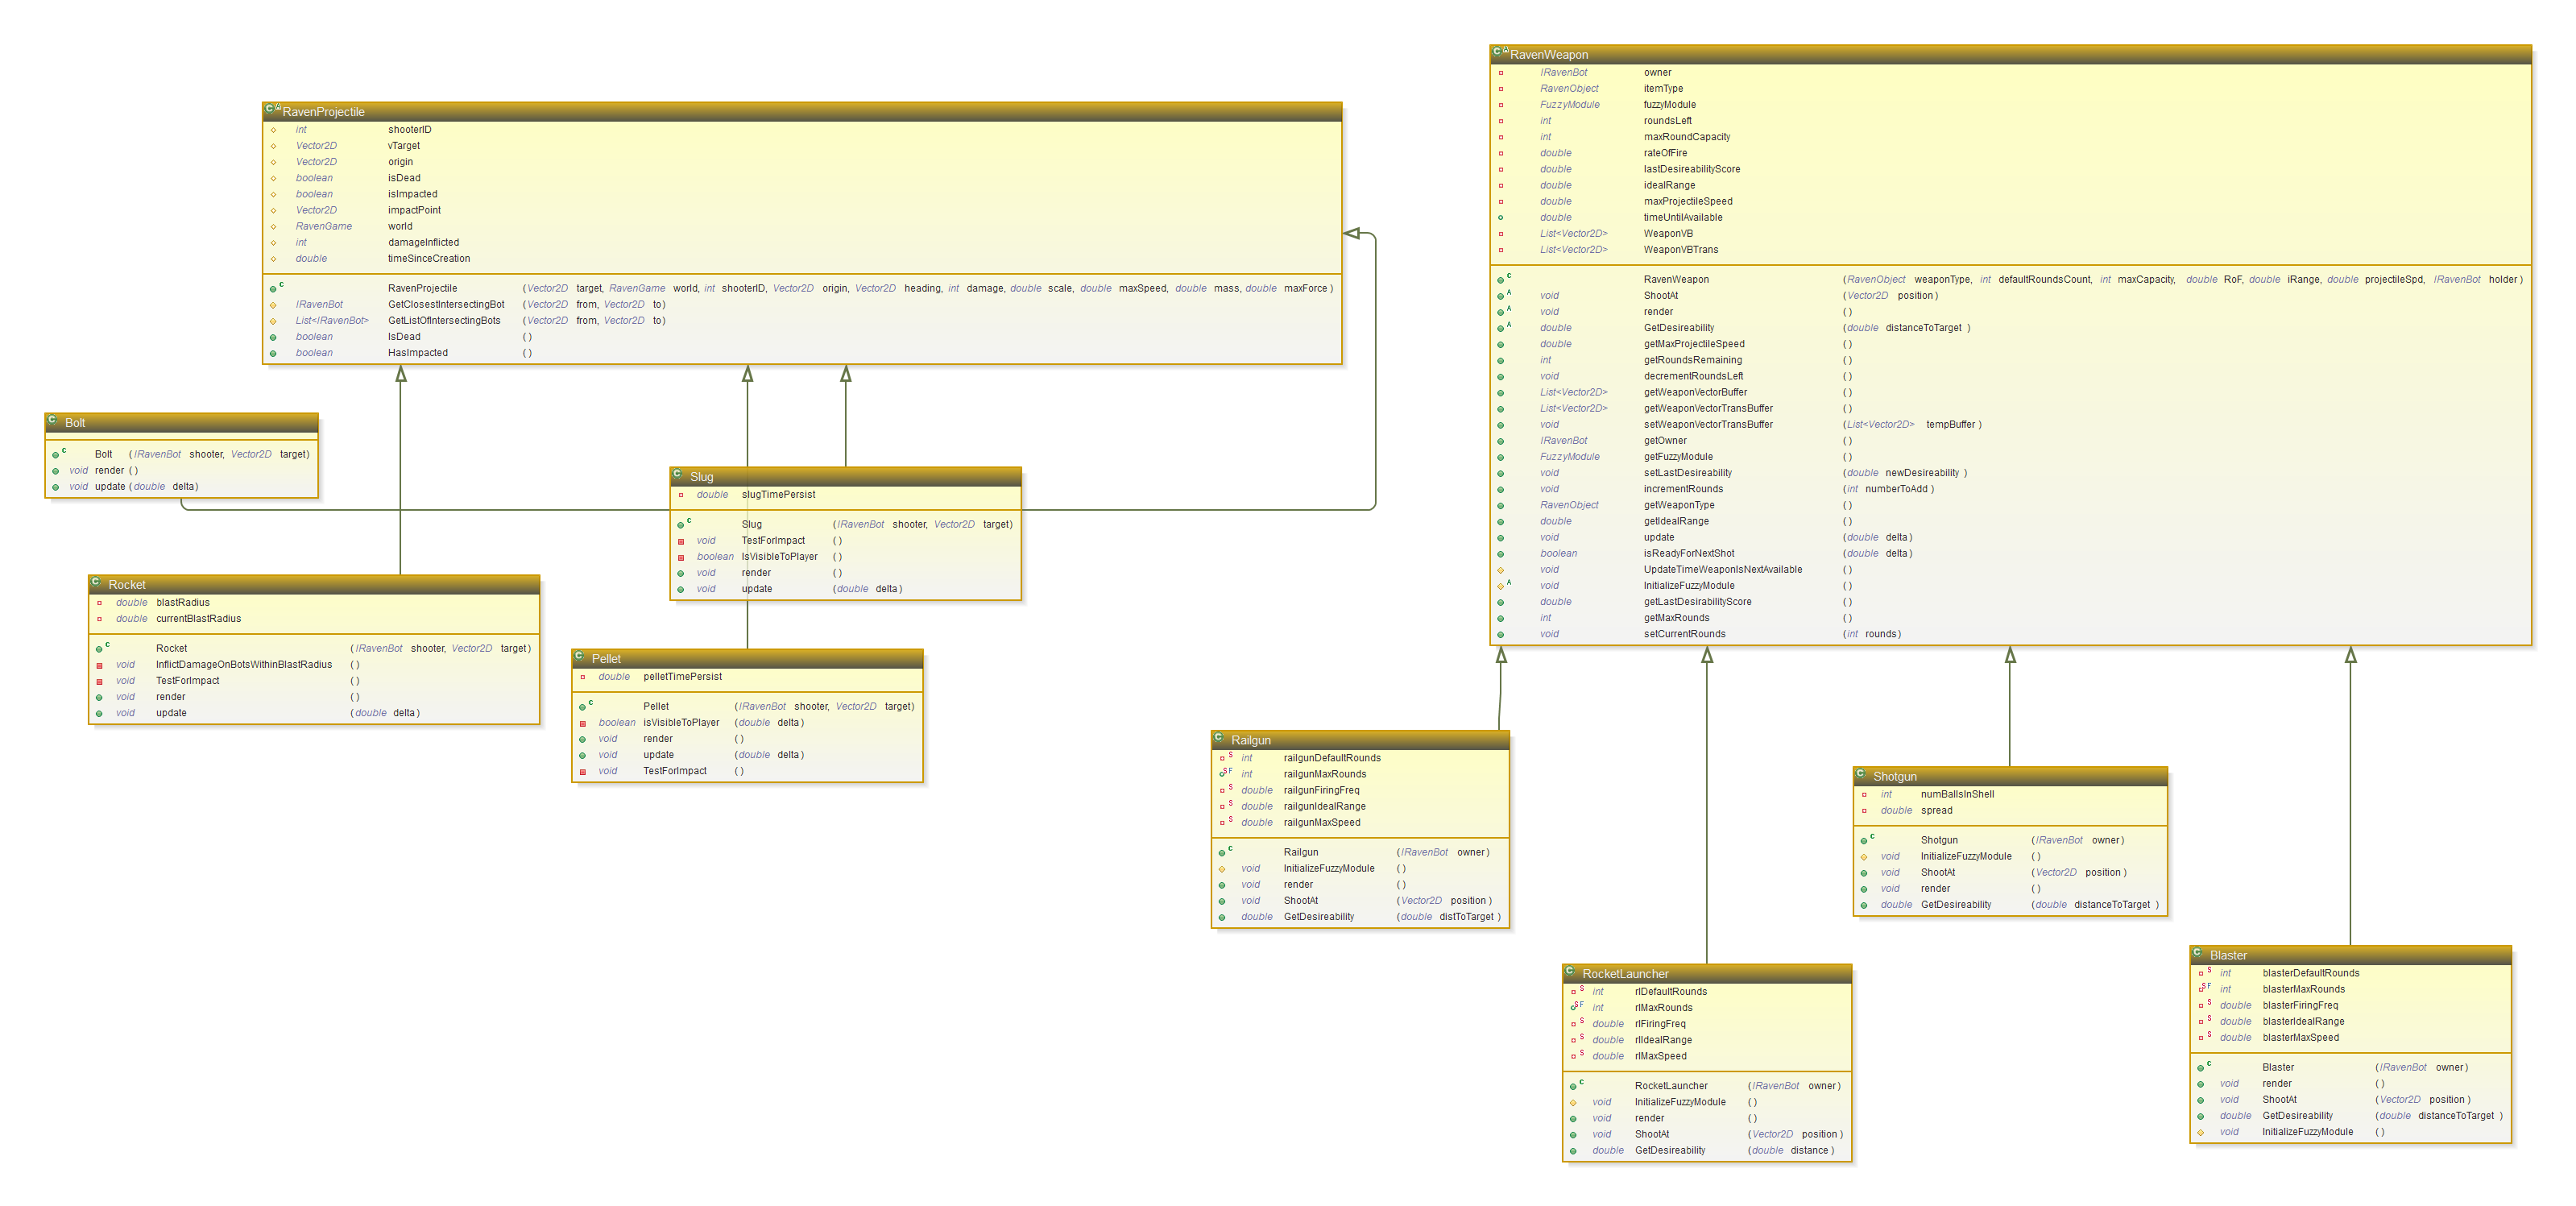 RavenProjectile
int shooterID
Vector2D vTarget
Vector2D origin
boolean isDead
boolean isImpacted
Vector2D impactPoint
RavenGame world
int damageInflicted
double timeSinceCreation
RavenProjectile (Vector2D target, RavenGame world, int shooterID, Vector2D origin, Vector2D heading, int damage, double scale, double maxSpeed, double mass, double maxForce)
IRavenBot GetClosestIntersectingBot (Vector2D from, Vector2D to)
List<IRavenBot> GetListOfIntersectingBots (Vector2D from, Vector2D to)
boolean IsDead ()
boolean HasImpacted ()
Bolt
Bolt (IRavenBot shooter, Vector2D target)
void render ()
void update (double delta)
Slug
double slugTimePersist
Slug (IRavenBot shooter, Vector2D target)
void TestForImpact ()
boolean IsVisibleToPlayer ()
void render ()
void update (double delta)
Rocket
double blastRadius
double currentBlastRadius
Rocket (IRavenBot shooter, Vector2D target)
void InflictDamageOnBotsWithinBlastRadius ()
void TestForImpact ()
void render ()
void update (double delta)
Pellet
double pelletTimePersist
Pellet (IRavenBot shooter, Vector2D target)
boolean isVisibleToPlayer (double delta)
void render ()
void update (double delta)
void TestForImpact ()
RavenWeapon
IRavenBot owner
RavenObject itemType
FuzzyModule fuzzyModule
int roundsLeft
int maxRoundCapacity
double rateOfFire
double lastDesireabilityScore
double idealRange
double maxProjectileSpeed
double timeUntilAvailable
List<Vector2D> WeaponVB
List<Vector2D> WeaponVBTrans
RavenWeapon (RavenObject weaponType, int defaultRoundsCount, int maxCapacity, double RoF, double iRange, double projectileSpd, IRavenBot holder)
void ShootAt (Vector2D position)
void render ()
double GetDesireability (double distanceToTarget)
double getMaxProjectileSpeed ()
int getRoundsRemaining ()
void decrementRoundsLeft ()
List<Vector2D> getWeaponVectorBuffer ()
List<Vector2D> getWeaponVectorTransBuffer ()
void setWeaponVectorTransBuffer (List<Vector2D> tempBuffer)
IRavenBot getOwner ()
FuzzyModule getFuzzyModule ()
void setLastDesireability (double newDesireability)
void incrementRounds (int numberToAdd)
RavenObject getWeaponType ()
double getIdealRange ()
void update (double delta)
boolean isReadyForNextShot (double delta)
void UpdateTimeWeaponIsNextAvailable ()
void InitializeFuzzyModule ()
double getLastDesirabilityScore ()
int getMaxRounds ()
void setCurrentRounds (int rounds)
Railgun
int railgunDefaultRounds
int railgunMaxRounds
double railgunFiringFreq
double railgunIdealRange
double railgunMaxSpeed
Railgun (IRavenBot owner)
void InitializeFuzzyModule ()
void render ()
void ShootAt (Vector2D position)
double GetDesireability (double distToTarget)
Shotgun
int numBallsInShell
double spread
Shotgun (IRavenBot owner)
void InitializeFuzzyModule ()
void ShootAt (Vector2D position)
void render ()
double GetDesireability (double distanceToTarget)
RocketLauncher
int rlDefaultRounds
int rlMaxRounds
double rlFiringFreq
double rlIdealRange
double rlMaxSpeed
RocketLauncher (IRavenBot owner)
void InitializeFuzzyModule ()
void render ()
void ShootAt (Vector2D position)
double GetDesireability (double distance)
Blaster
int blasterDefaultRounds
int blasterMaxRounds
double blasterFiringFreq
double blasterIdealRange
double blasterMaxSpeed
Blaster (IRavenBot owner)
void render ()
void ShootAt (Vector2D position)
double GetDesireability (double distanceToTarget)
void InitializeFuzzyModule ()